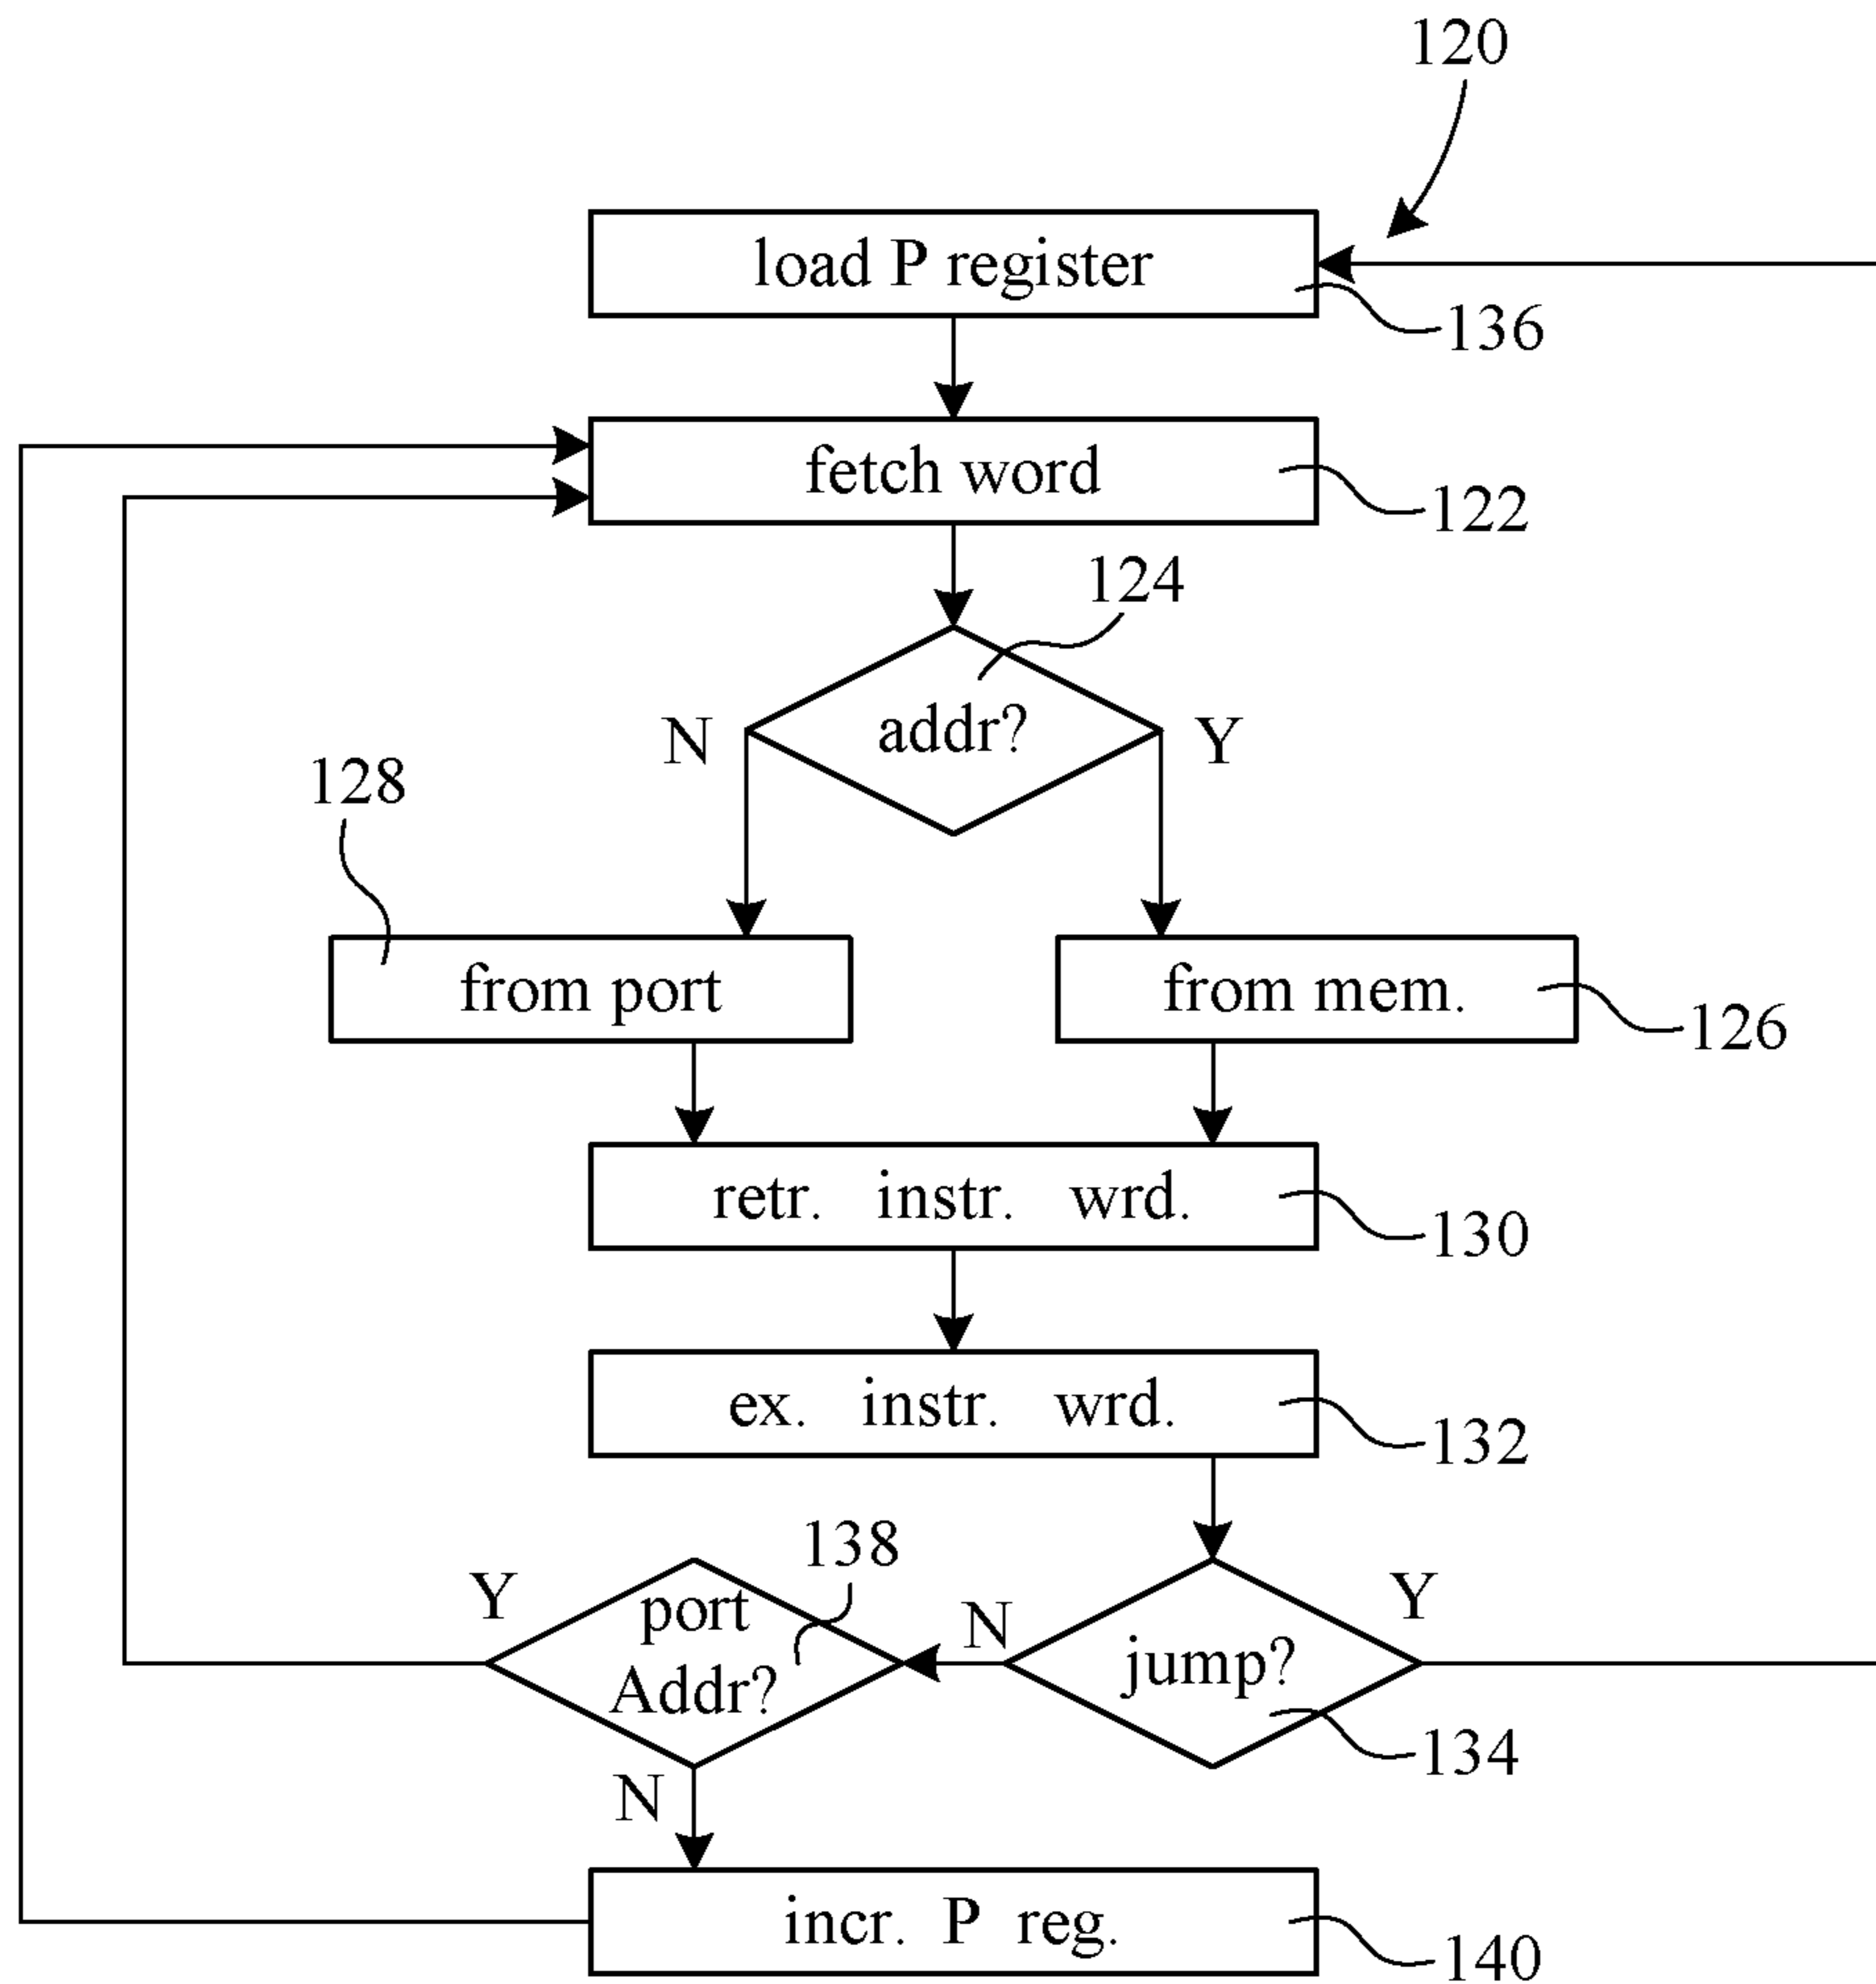 120
load P register
136
fetch word
122
124
addr?
N
Y
128
from port
from mem.
126
retr. instr. wrd.
130
ex. instr. wrd.
132
138
Y
port
Addr?
N
jump?
Y
134
N
incr. P reg.
140